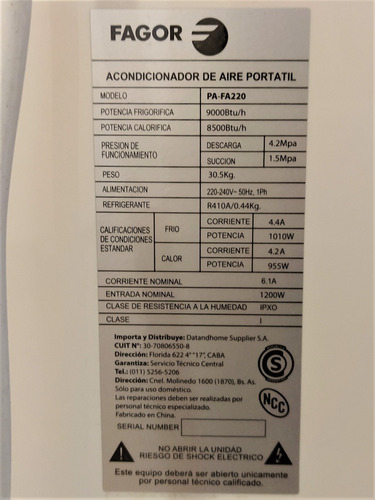 FAGOR
ACONDICIONADOR DE AIRE PORTATIL
MODELO PA-FA220
POTENCIA FRIGORIFICA 9000Btu/h
POTENCIA CALORIFICA 8500Btu/h
PRESION DE FUNCIONAMIENTO DESCARGA 4.2Mpa
SUCCION 1.5Mpa
PESO 30.5Kg.
ALIMENTACION 220-240V~ 50Hz, 1Ph
REFRIGERANTE R410A/0.44Kg.
CALIFICACIONES DE CONDICIONES ESTANDAR FRIO CORRIENTE 4.4A
POTENCIA 1010W
CALOR CORRIENTE 4.2A
POTENCIA 955W
CORRIENTE NOMINAL 6.1A
ENTRADA NOMINAL 1200W
CLASE DE RESISTENCIA A LA HUMEDAD IPX0
CLASE I
Importa y Distribuye: Datandhome Supplier S.A.
CUIT Nº: 30-70806550-8
Dirección: Florida 622 4º "17", CABA
Garantiza: Servicio Técnico Central
Tel.: (011) 5256-5206
Dirección: Cnel. Molinedo 1600 (1870), Bs. As.
Sólo para uso doméstico.
Las reparaciones deben ser realizadas por
personal técnico especializado.
Fabricado en China.
S
NCC
SERIAL NUMBER
NO ABRIR LA UNIDAD
RIESGO DE SHOCK ELECTRICO
Este equipo deberá ser abierto unicamente
por personal técnico calificado.